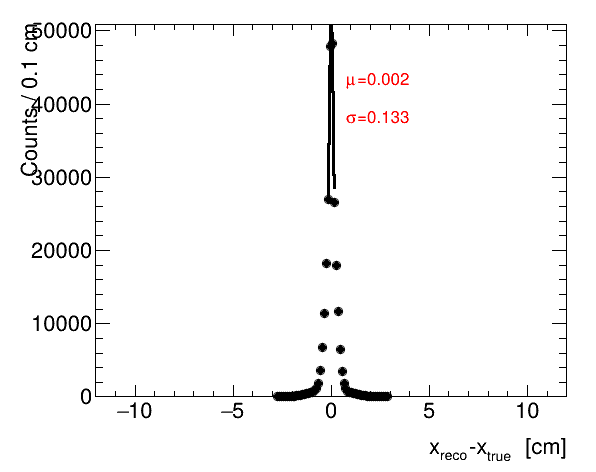 Counts / 0.1 cm
50000
40000
30000
20000
10000
0
μ=0.002
σ=0.133
−10 −5 0 5 10
x_reco-x_true [cm]